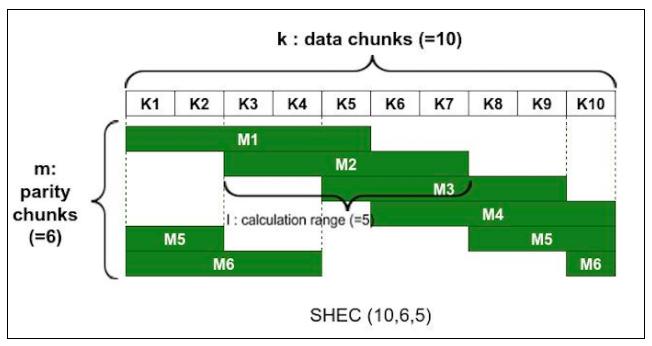 k : data chunks (=10)
K1 K2 K3 K4 K5 K6 K7 K8 K9 K10
M1
M2
m:
parity
chunks
(=6)
M3
l : calculation range (=5)
M4
M5 M5
M6 M6
SHEC (10,6,5)